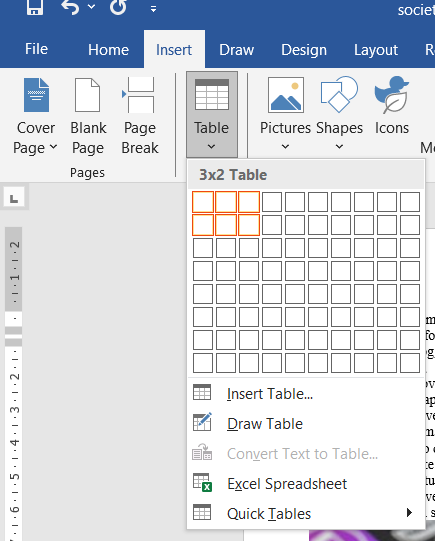 societ
File Home Insert Draw Design Layout R
Cover Page Blank Page Page Break Table Pictures Shapes Icons
Pages
3x2 Table
Insert Table...
Draw Table
Convert Text to Table...
Excel Spreadsheet
Quick Tables